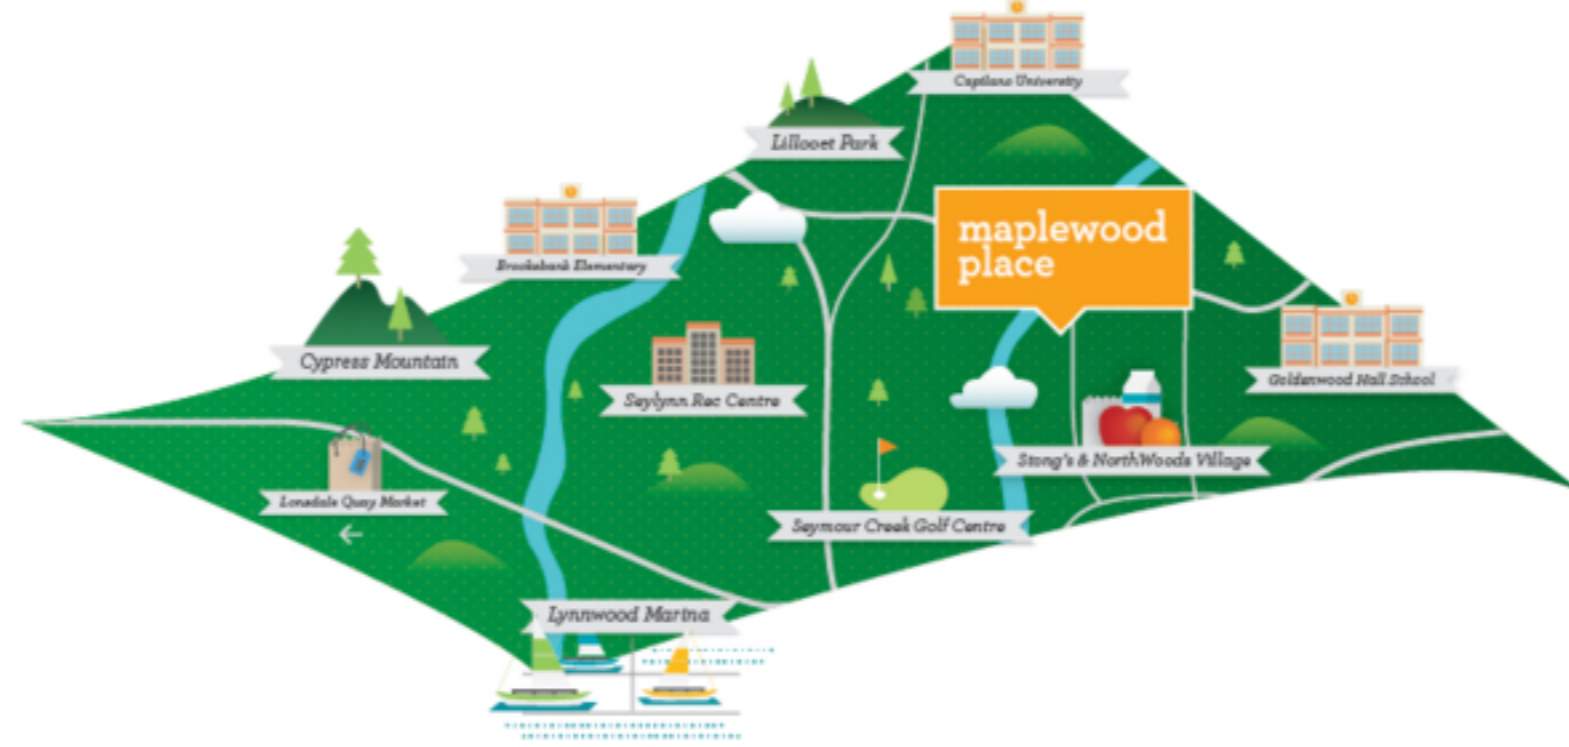 Capilano University
Lillooet Park
maplewood
place
Brooksbank Elementary
Cypress Mountain
Goldenwood Hall School
Seylynn Rec Centre
Stong's & NorthWoods Village
Lonsdale Quay Market
Seymour Creek Golf Centre
Lynnwood Marina